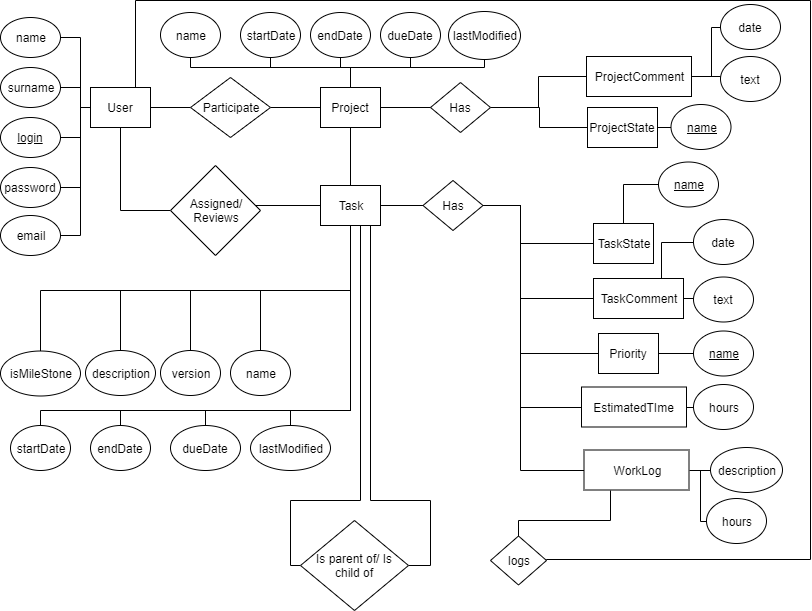 name
startDate
endDate
dueDate
lastModified
date
name
surname
ProjectComment
text
User
Participate
Project
Has
login
ProjectState
name
password
Assigned/
Reviews
Task
Has
name
email
TaskState
date
TaskComment
text
isMileStone
description
version
name
Priority
name
EstimatedTIme
hours
startDate
endDate
dueDate
lastModified
WorkLog
description
hours
Is parent of/ Is
child of
logs